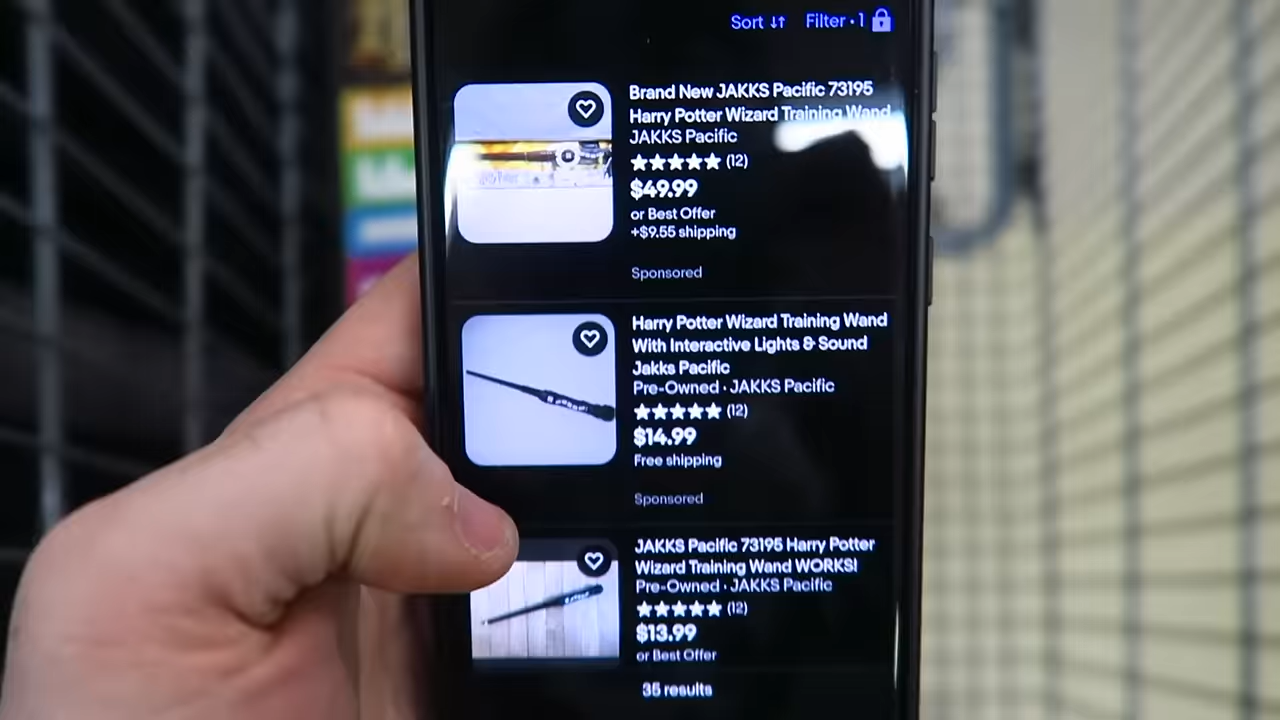 Sort ↓↑ Filter • 1
Brand New JAKKS Pacific 73195
Harry Potter Wizard Training Wand
JAKKS Pacific
★★★★★ (12)
$49.99
or Best Offer
+$9.55 shipping
Sponsored
Harry Potter Wizard Training Wand
With Interactive Lights & Sound
Jakks Pacific
Pre-Owned · JAKKS Pacific
★★★★★ (12)
$14.99
Free shipping
Sponsored
JAKKS Pacific 73195 Harry Potter
Wizard Training Wand WORKS!
Pre-Owned · JAKKS Pacific
★★★★★ (12)
$13.99
or Best Offer
35 results